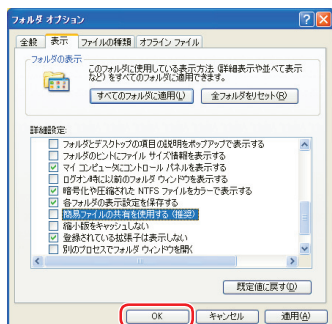 フォルダ オプション
全般 表示 ファイルの種類 オフライン ファイル
フォルダの表示
このフォルダに使用している表示方法 (詳細表示や並べて表示
など) をすべてのフォルダに適用できます。
すべてのフォルダに適用(L) 全フォルダをリセット(R)
詳細設定:
フォルダとデスクトップの項目の説明をポップアップで表示する
フォルダのヒントにファイル サイズ情報を表示する
マイ コンピュータにコントロール パネルを表示する
ログオン時に以前のフォルダ ウィンドウを表示する
暗号化や圧縮された NTFS ファイルをカラーで表示する
各フォルダの表示設定を保存する
簡易ファイルの共有を使用する (推奨)
縮小版をキャッシュしない
登録されている拡張子は表示しない
別のプロセスでフォルダ ウィンドウを開く
既定値に戻す(D)
OK キャンセル 適用(A)